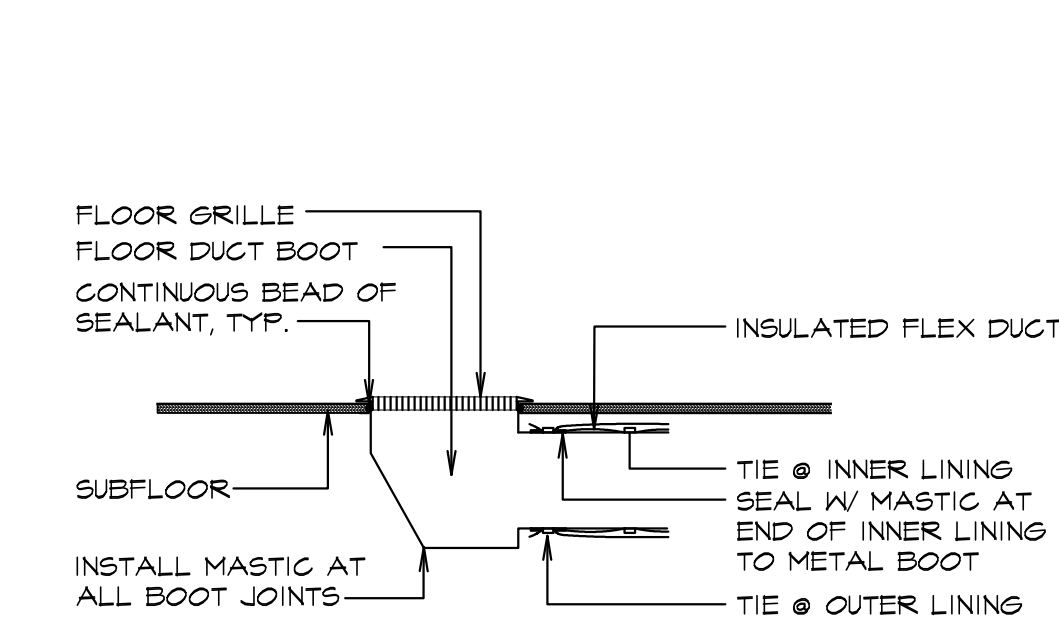 FLOOR GRILLE
FLOOR DUCT BOOT
CONTINUOUS BEAD OF
SEALANT, TYP.
INSULATED FLEX DUCT
SUBFLOOR
TIE @ INNER LINING
SEAL W/ MASTIC AT
END OF INNER LINING
TO METAL BOOT
INSTALL MASTIC AT
ALL BOOT JOINTS
TIE @ OUTER LINING